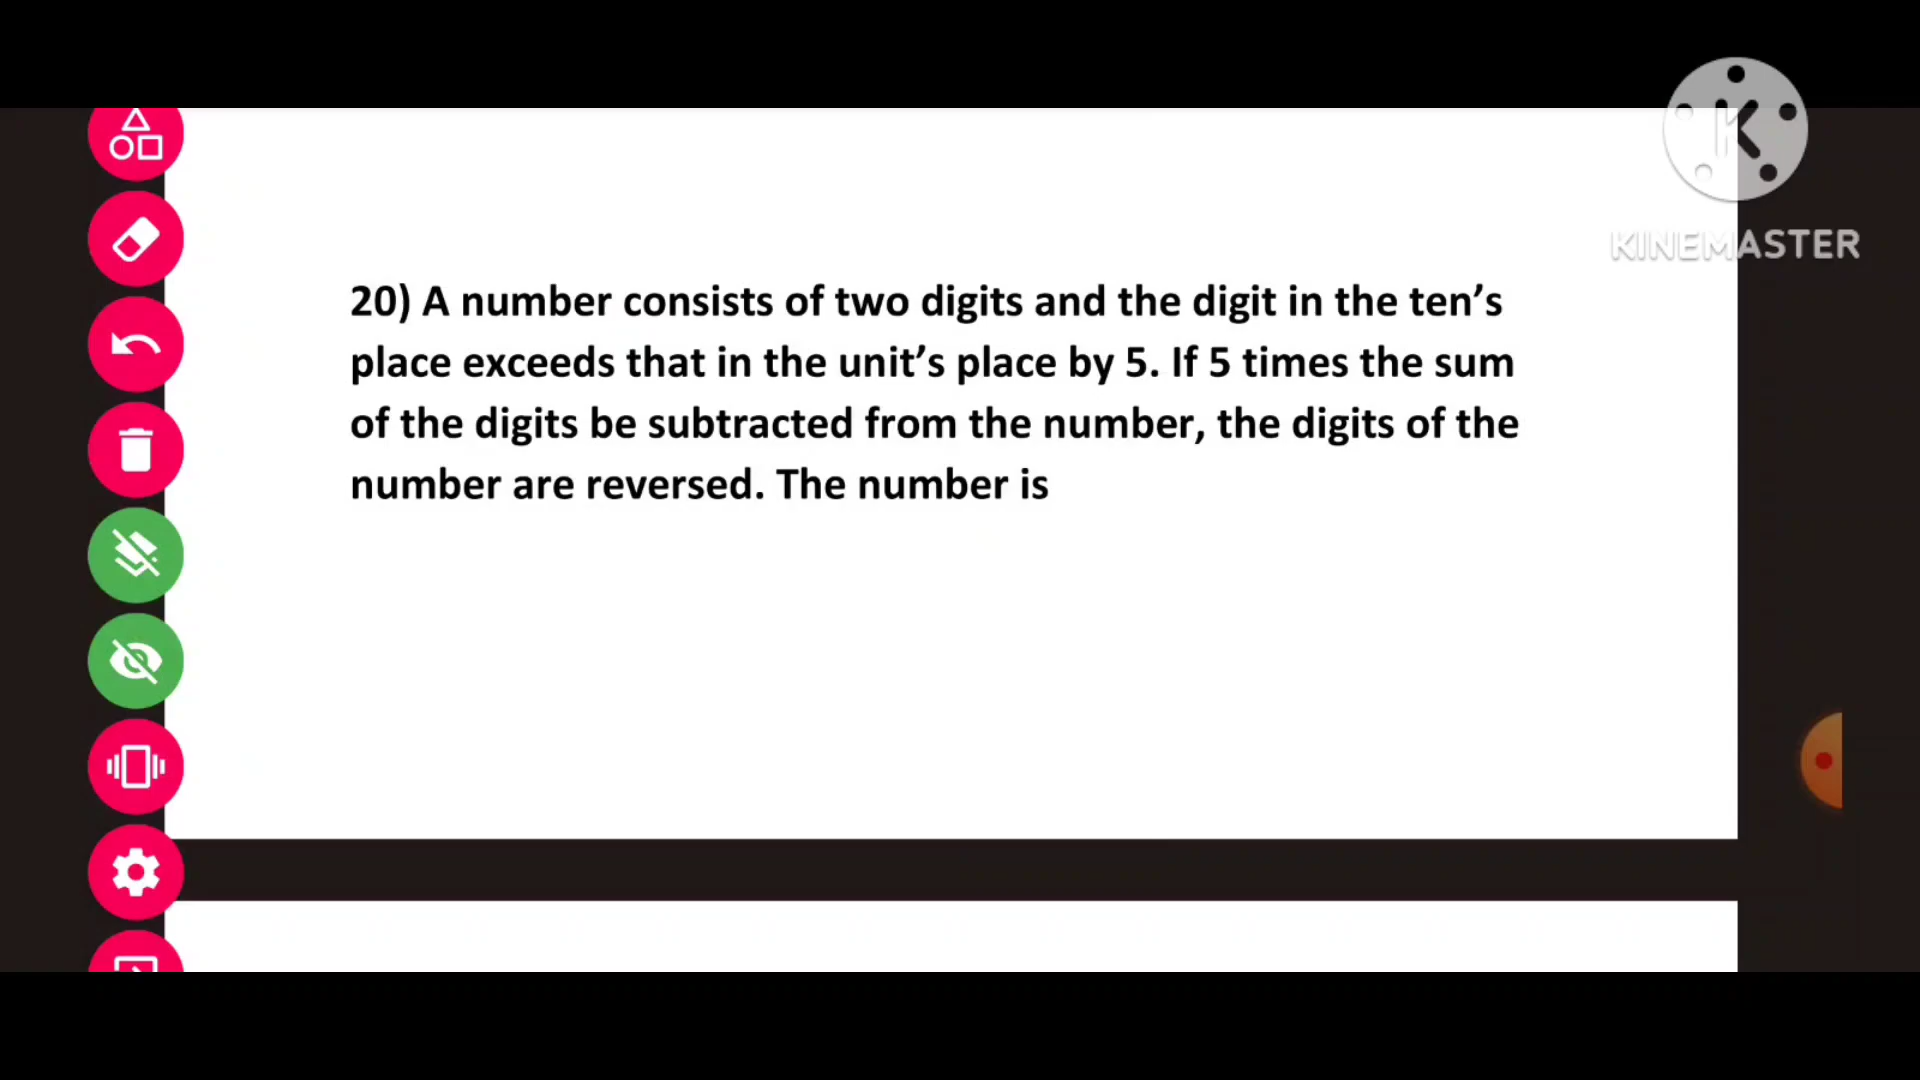 KINEMASTER
20) A number consists of two digits and the digit in the ten’s
place exceeds that in the unit’s place by 5. If 5 times the sum
of the digits be subtracted from the number, the digits of the
number are reversed. The number is